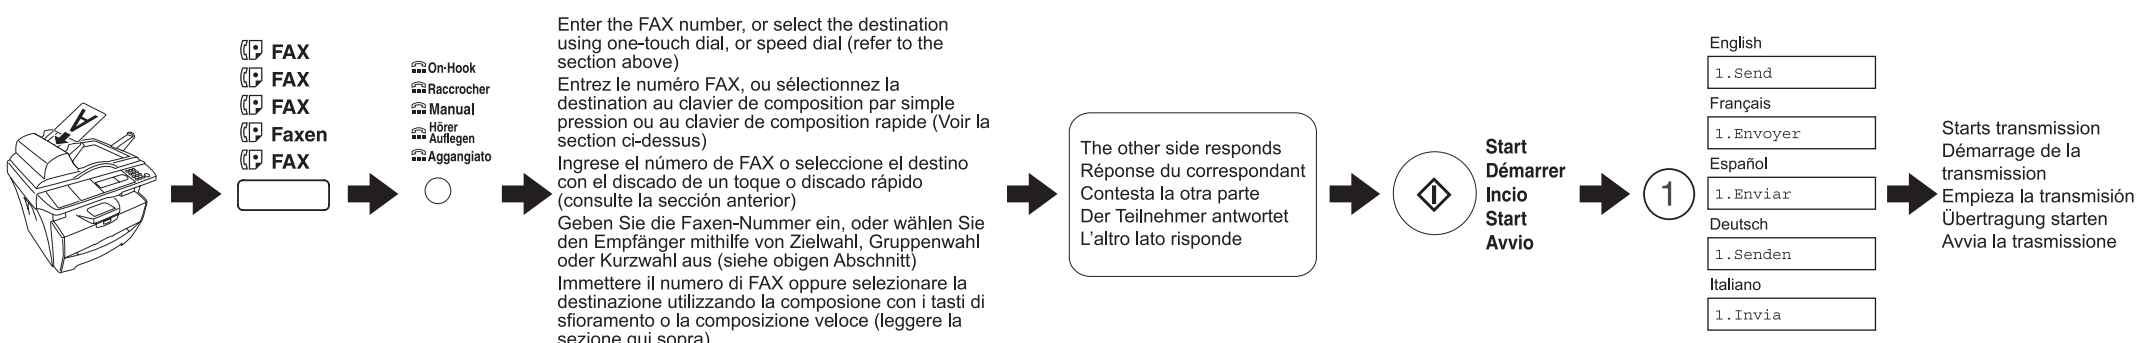 A
FAX
FAX
FAX
Faxen
FAX
On·Hook
Raccrocher
Manual
Hörer
Auflegen
Aggangiato
Enter the FAX number, or select the destination
using one-touch dial, or speed dial (refer to the
section above)
Entrez le numéro FAX, ou sélectionnez la
destination au clavier de composition par simple
pression ou au clavier de composition rapide (Voir la
section ci-dessus)
Ingrese el número de FAX o seleccione el destino
con el discado de un toque o discado rápido
(consulte la sección anterior)
Geben Sie die Faxen-Nummer ein, oder wählen Sie
den Empfänger mithilfe von Zielwahl, Gruppenwahl
oder Kurzwahl aus (siehe obigen Abschnitt)
Immettere il numero di FAX oppure selezionare la
destinazione utilizzando la composione con i tasti di
sfioramento o la composizione veloce (leggere la
sezione qui sopra)
The other side responds
Réponse du correspondant
Contesta la otra parte
Der Teilnehmer antwortet
L'altro lato risponde
Start
Démarrer
Incio
Start
Avvio
1
English
1.Send
Français
1.Envoyer
Español
1.Enviar
Deutsch
1.Senden
Italiano
1.Invia
Starts transmission
Démarrage de la
transmission
Empieza la transmisión
Übertragung starten
Avvia la trasmissione